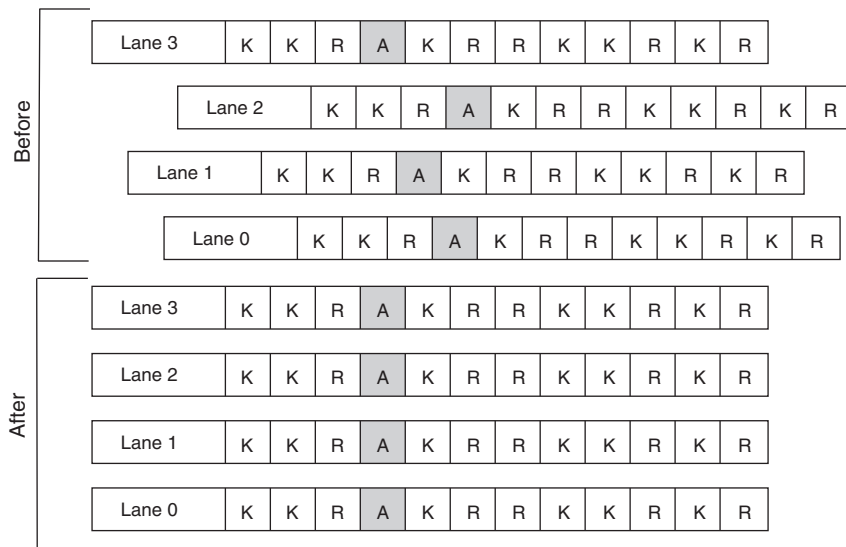 Before
Lane 3 K K R A K R R K K R K R
Lane 2 K K R A K R R K K R K R
Lane 1 K K R A K R R K K R K R
Lane 0 K K R A K R R K K R K R
After
Lane 3 K K R A K R R K K R K R
Lane 2 K K R A K R R K K R K R
Lane 1 K K R A K R R K K R K R
Lane 0 K K R A K R R K K R K R